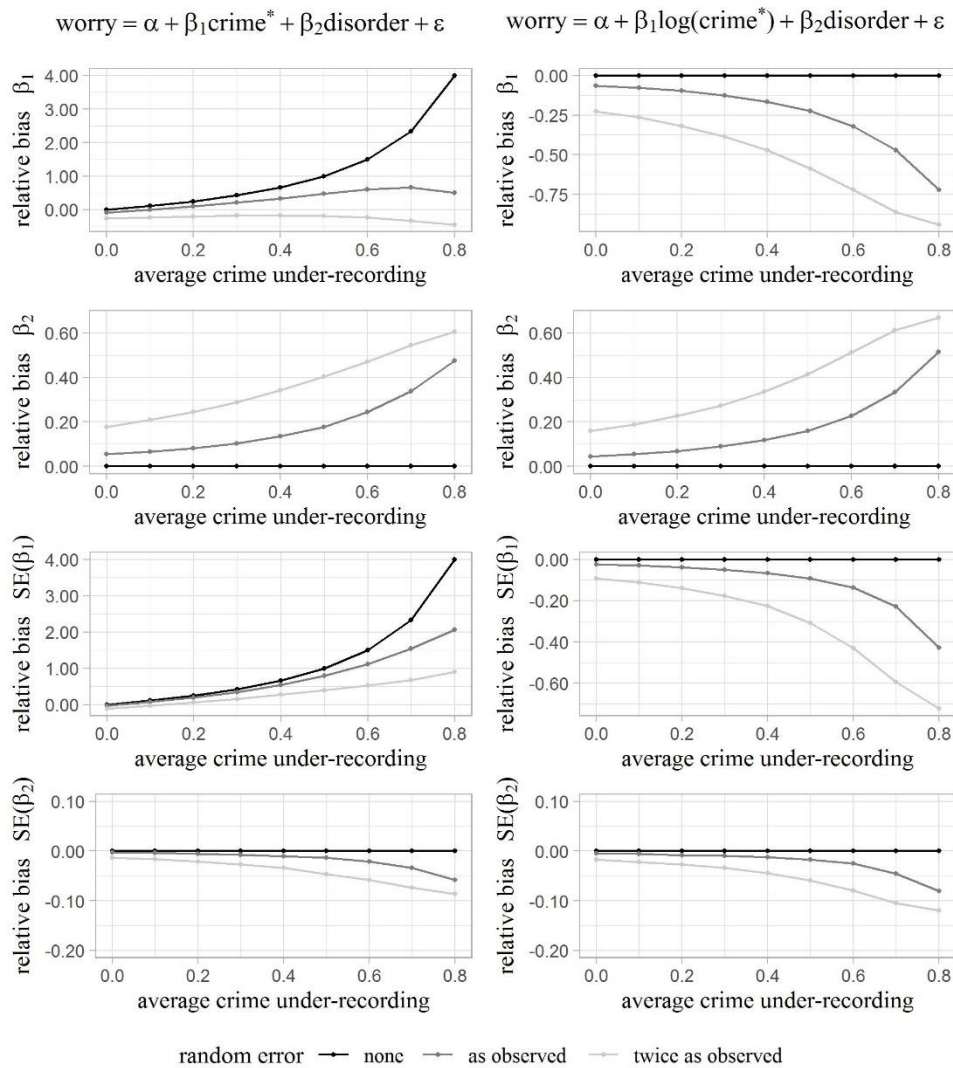 worry = α + β₁crime* + β₂disorder + ε
worry = α + β₁log(crime*) + β₂disorder + ε
relative bias β₁
4.00
3.00
2.00
1.00
0.00
0.0 0.2 0.4 0.6 0.8
average crime under-recording
relative bias β₁
0.00
-0.25
-0.50
-0.75
0.0 0.2 0.4 0.6 0.8
average crime under-recording
relative bias β₂
0.60
0.40
0.20
0.00
0.0 0.2 0.4 0.6 0.8
average crime under-recording
relative bias β₂
0.60
0.40
0.20
0.00
0.0 0.2 0.4 0.6 0.8
average crime under-recording
relative bias SE(β₁)
4.00
3.00
2.00
1.00
0.00
0.0 0.2 0.4 0.6 0.8
average crime under-recording
relative bias SE(β₁)
0.00
-0.20
-0.40
-0.60
0.0 0.2 0.4 0.6 0.8
average crime under-recording
relative bias SE(β₂)
0.10
0.00
-0.10
-0.20
0.0 0.2 0.4 0.6 0.8
average crime under-recording
relative bias SE(β₂)
0.10
0.00
-0.10
-0.20
0.0 0.2 0.4 0.6 0.8
average crime under-recording
random error none as observed twice as observed